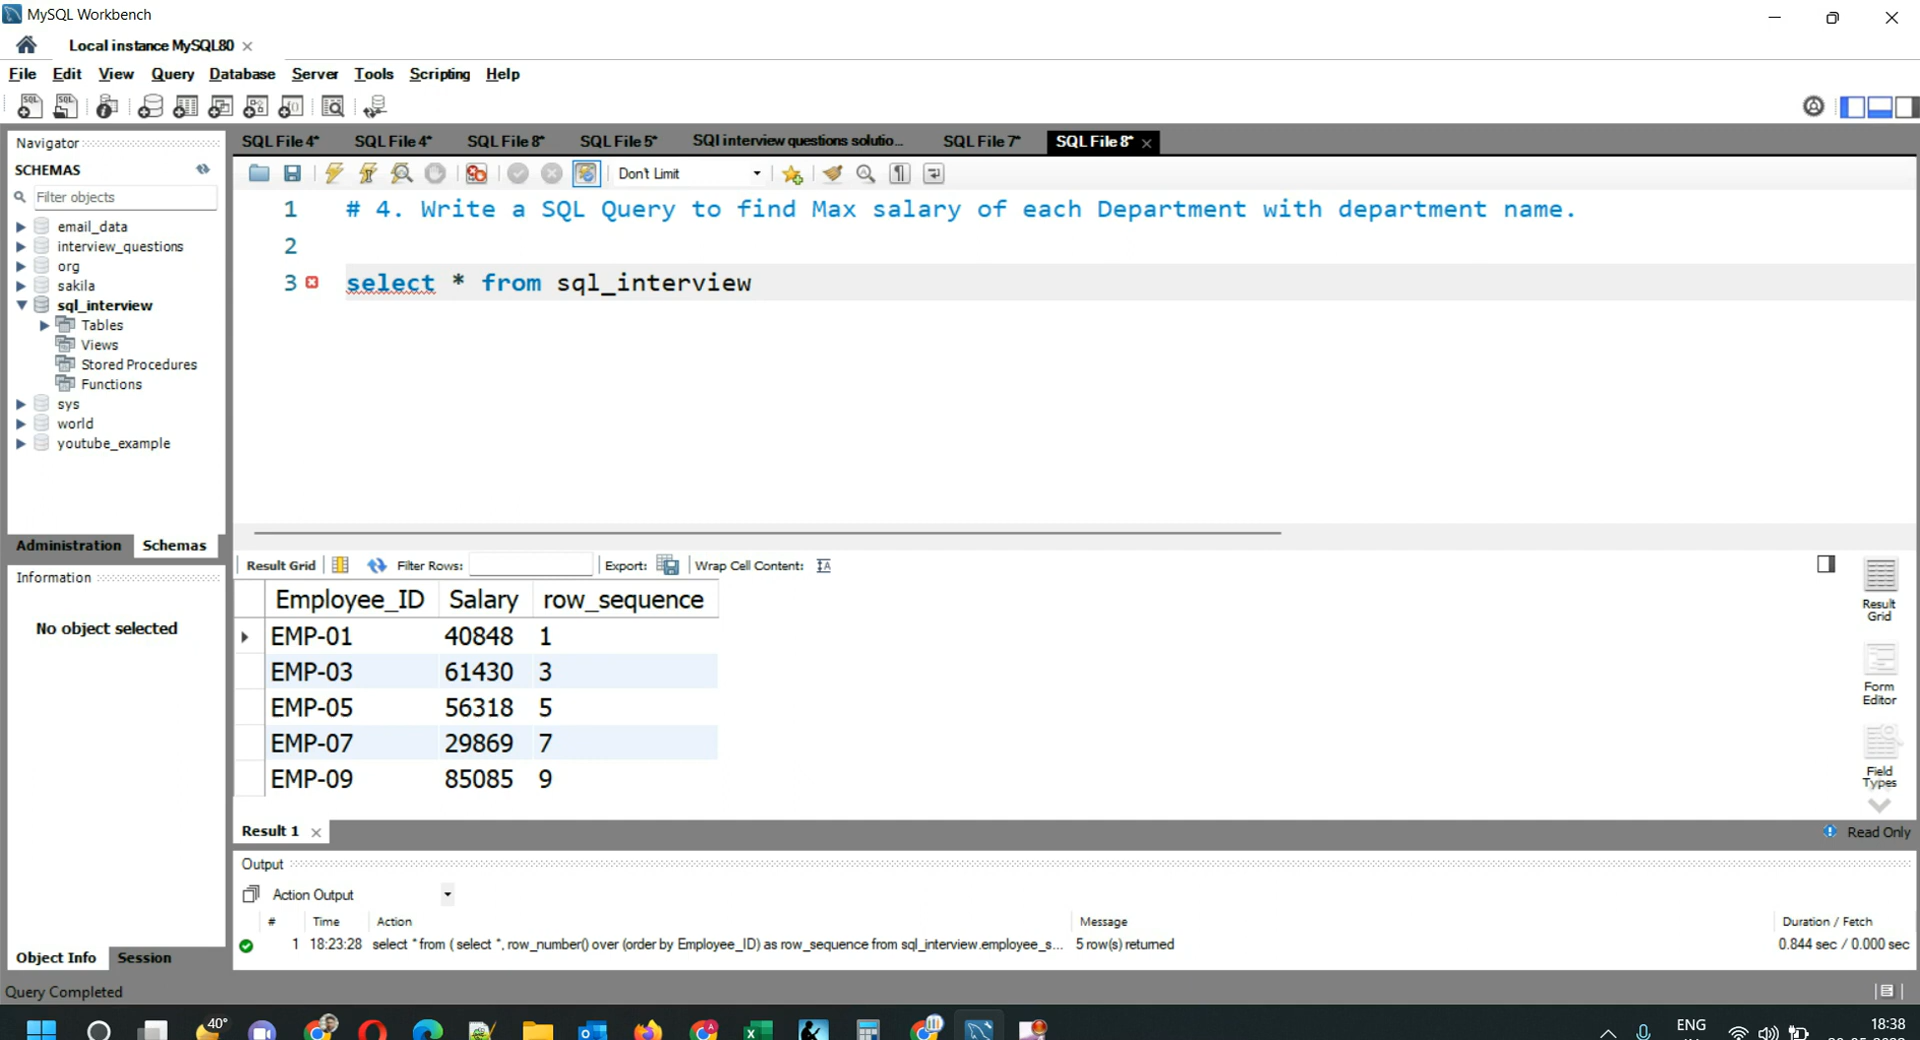 MySQL Workbench
Local instance MySQL80
File Edit View Query Database Server Tools Scripting Help
Navigator
SCHEMAS
Filter objects
email_data
interview_questions
org
sakila
sql_interview
Tables
Views
Stored Procedures
Functions
sys
world
youtube_example
Administration Schemas
Information
No object selected
Object Info Session
SQL File 4* SQL File 4* SQL File 8* SQL File 5* SQl interview questions solutio... SQL File 7* SQL File 8*
Don't Limit
1 # 4. Write a SQL Query to find Max salary of each Department with department name.
2
3 select * from sql_interview
Result Grid Filter Rows: Export: Wrap Cell Content:
Employee_ID Salary row_sequence
EMP-01 40848 1
EMP-03 61430 3
EMP-05 56318 5
EMP-07 29869 7
EMP-09 85085 9
Result
Grid
Form
Editor
Field
Types
Result 1 Read Only
Output
Action Output
# Time Action Message Duration / Fetch
1 18:23:28 select * from ( select *, row_number() over (order by Employee_ID) as row_sequence from sql_interview.employee_s... 5 row(s) returned 0.844 sec / 0.000 sec
Query Completed
40°
ENG
18:38